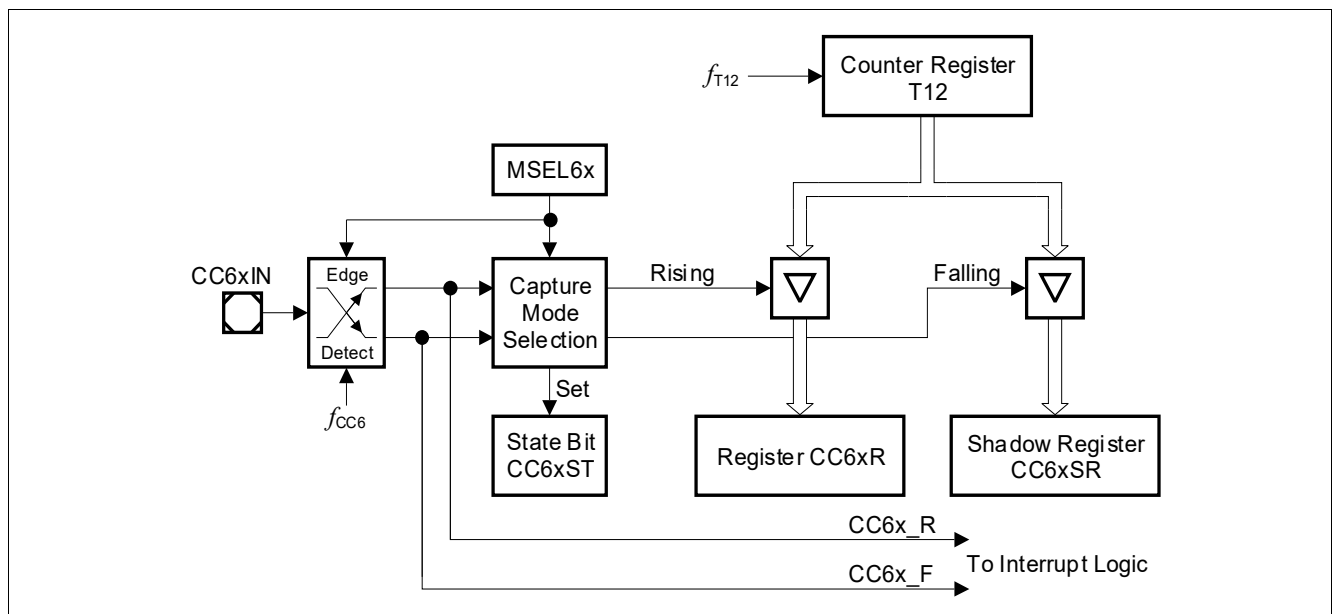 Counter Register
T12
fT12
MSEL6x
CC6xIN
Edge
Detect
Capture
Mode
Selection
Rising
Falling
fCC6
Set
State Bit
CC6xST
Register CC6xR
Shadow Register
CC6xSR
CC6x_R
To Interrupt Logic
CC6x_F